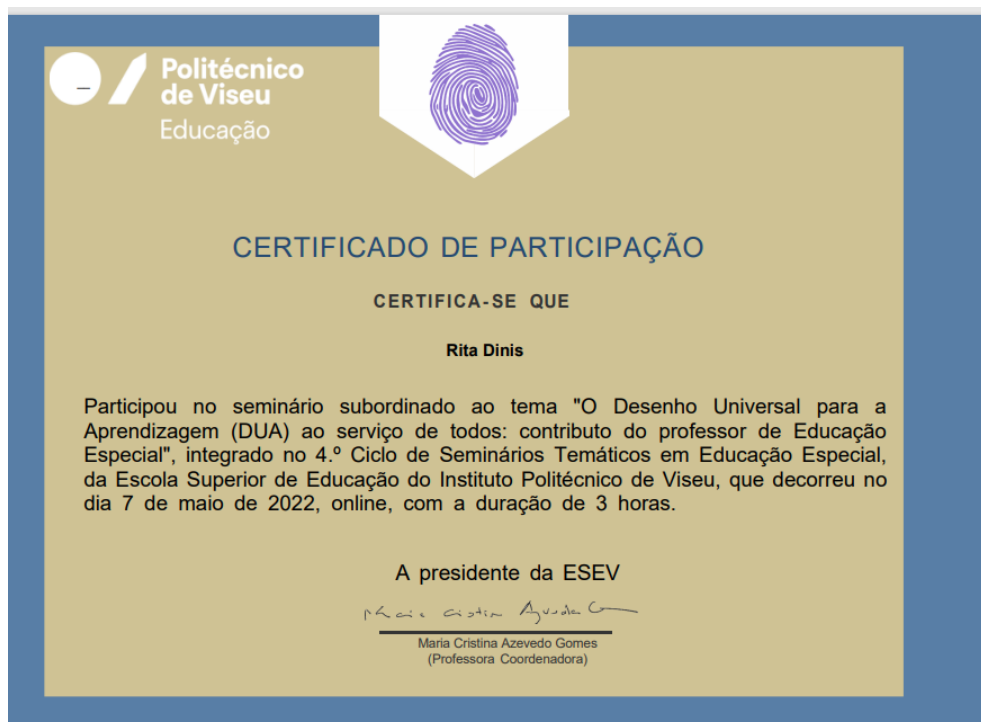 Politécnico
de Viseu
Educação
CERTIFICADO DE PARTICIPAÇÃO
CERTIFICA-SE QUE
Rita Dinis
Participou no seminário subordinado ao tema "O Desenho Universal para a
Aprendizagem (DUA) ao serviço de todos: contributo do professor de Educação
Especial", integrado no 4.º Ciclo de Seminários Temáticos em Educação Especial,
da Escola Superior de Educação do Instituto Politécnico de Viseu, que decorreu no
dia 7 de maio de 2022, online, com a duração de 3 horas.
A presidente da ESEV
Maria Cristina Azevedo Gomes
(Professora Coordenadora)